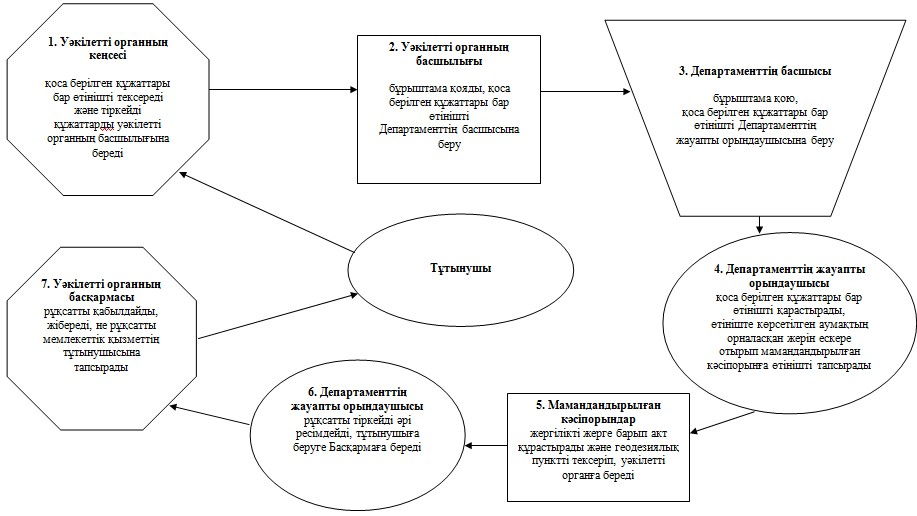 1. Уәкілетті органның
кеңсесі
қоса берілген құжаттары
бар өтінішті тексереді
және тіркейді
құжаттарды уәкілетті
органның басшылығына
береді
2. Уәкілетті органның
басшылығы
бұрыштама қояды, қоса
берілген құжаттары бар
өтінішті
Департаменттің басшысына
беру
3. Департаменттің басшысы
бұрыштама қою,
қоса берілген құжаттары бар
өтінішті Департаменттің
жауапты орындаушысына беру
Тұтынушы
4. Департаменттің жауапты
орындаушысы
қоса берілген құжаттары бар
өтінішті қарастырады,
өтініште көрсетілген аумақтың
орналасқан жерін ескере
отырып мамандандырылған
кәсіпорынға өтінішті тапсырады
5. Мамандандырылған
кәсіпорындар
жергілікті жерге барып акт
құрастырады және геодезиялық
пунктті тексеріп, уәкілетті
органға береді
6. Департаменттің
жауапты орындаушысы
рұқсатты тіркейді әрі
ресімдейді, тұтынушыға
беруге Басқармаға береді
7. Уәкілетті органның
басқармасы
рұқсатты қабылдайды,
жібереді, не рұқсатты
мемлекеттік қызметтің
тұтынушысына
тапсырады